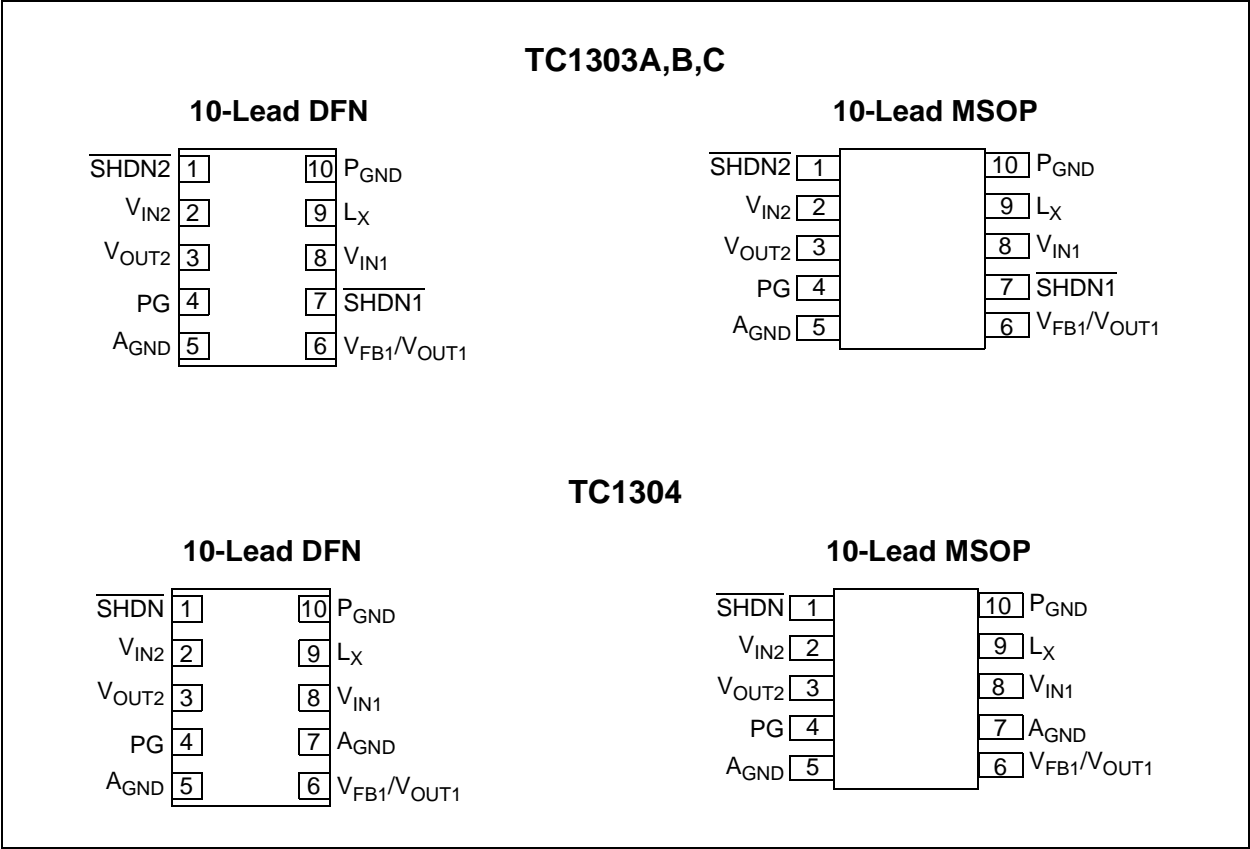 TC1303A,B,C
10-Lead DFN
SHDN2 1
10 PGND
VIN2 2
9 LX
VOUT2 3
8 VIN1
PG 4
7 SHDN1
AGND 5
6 VFB1/VOUT1
10-Lead MSOP
SHDN2 1
10 PGND
VIN2 2
9 LX
VOUT2 3
8 VIN1
PG 4
7 SHDN1
AGND 5
6 VFB1/VOUT1
TC1304
10-Lead DFN
SHDN 1
10 PGND
VIN2 2
9 LX
VOUT2 3
8 VIN1
PG 4
7 AGND
AGND 5
6 VFB1/VOUT1
10-Lead MSOP
SHDN 1
10 PGND
VIN2 2
9 LX
VOUT2 3
8 VIN1
PG 4
7 AGND
AGND 5
6 VFB1/VOUT1